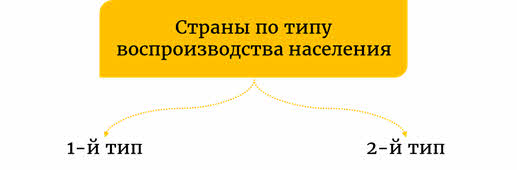 Страны по типу
воспроизводства населения
1-й тип
2-й тип